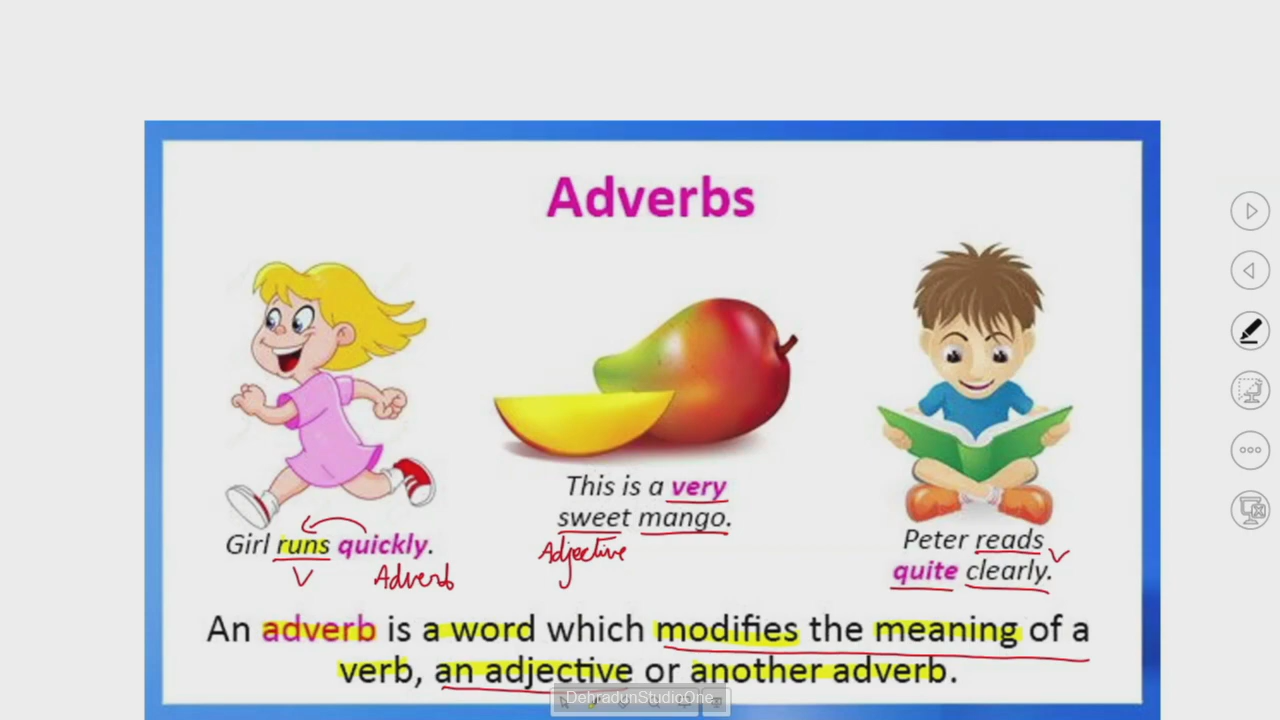 Adverbs
This is a very
sweet mango.
Girl runs quickly.
V Adverb
Adjective
Peter reads
V
quite clearly.
An adverb is a word which modifies the meaning of a
verb, an adjective or another adverb.
DehradunStudioOne